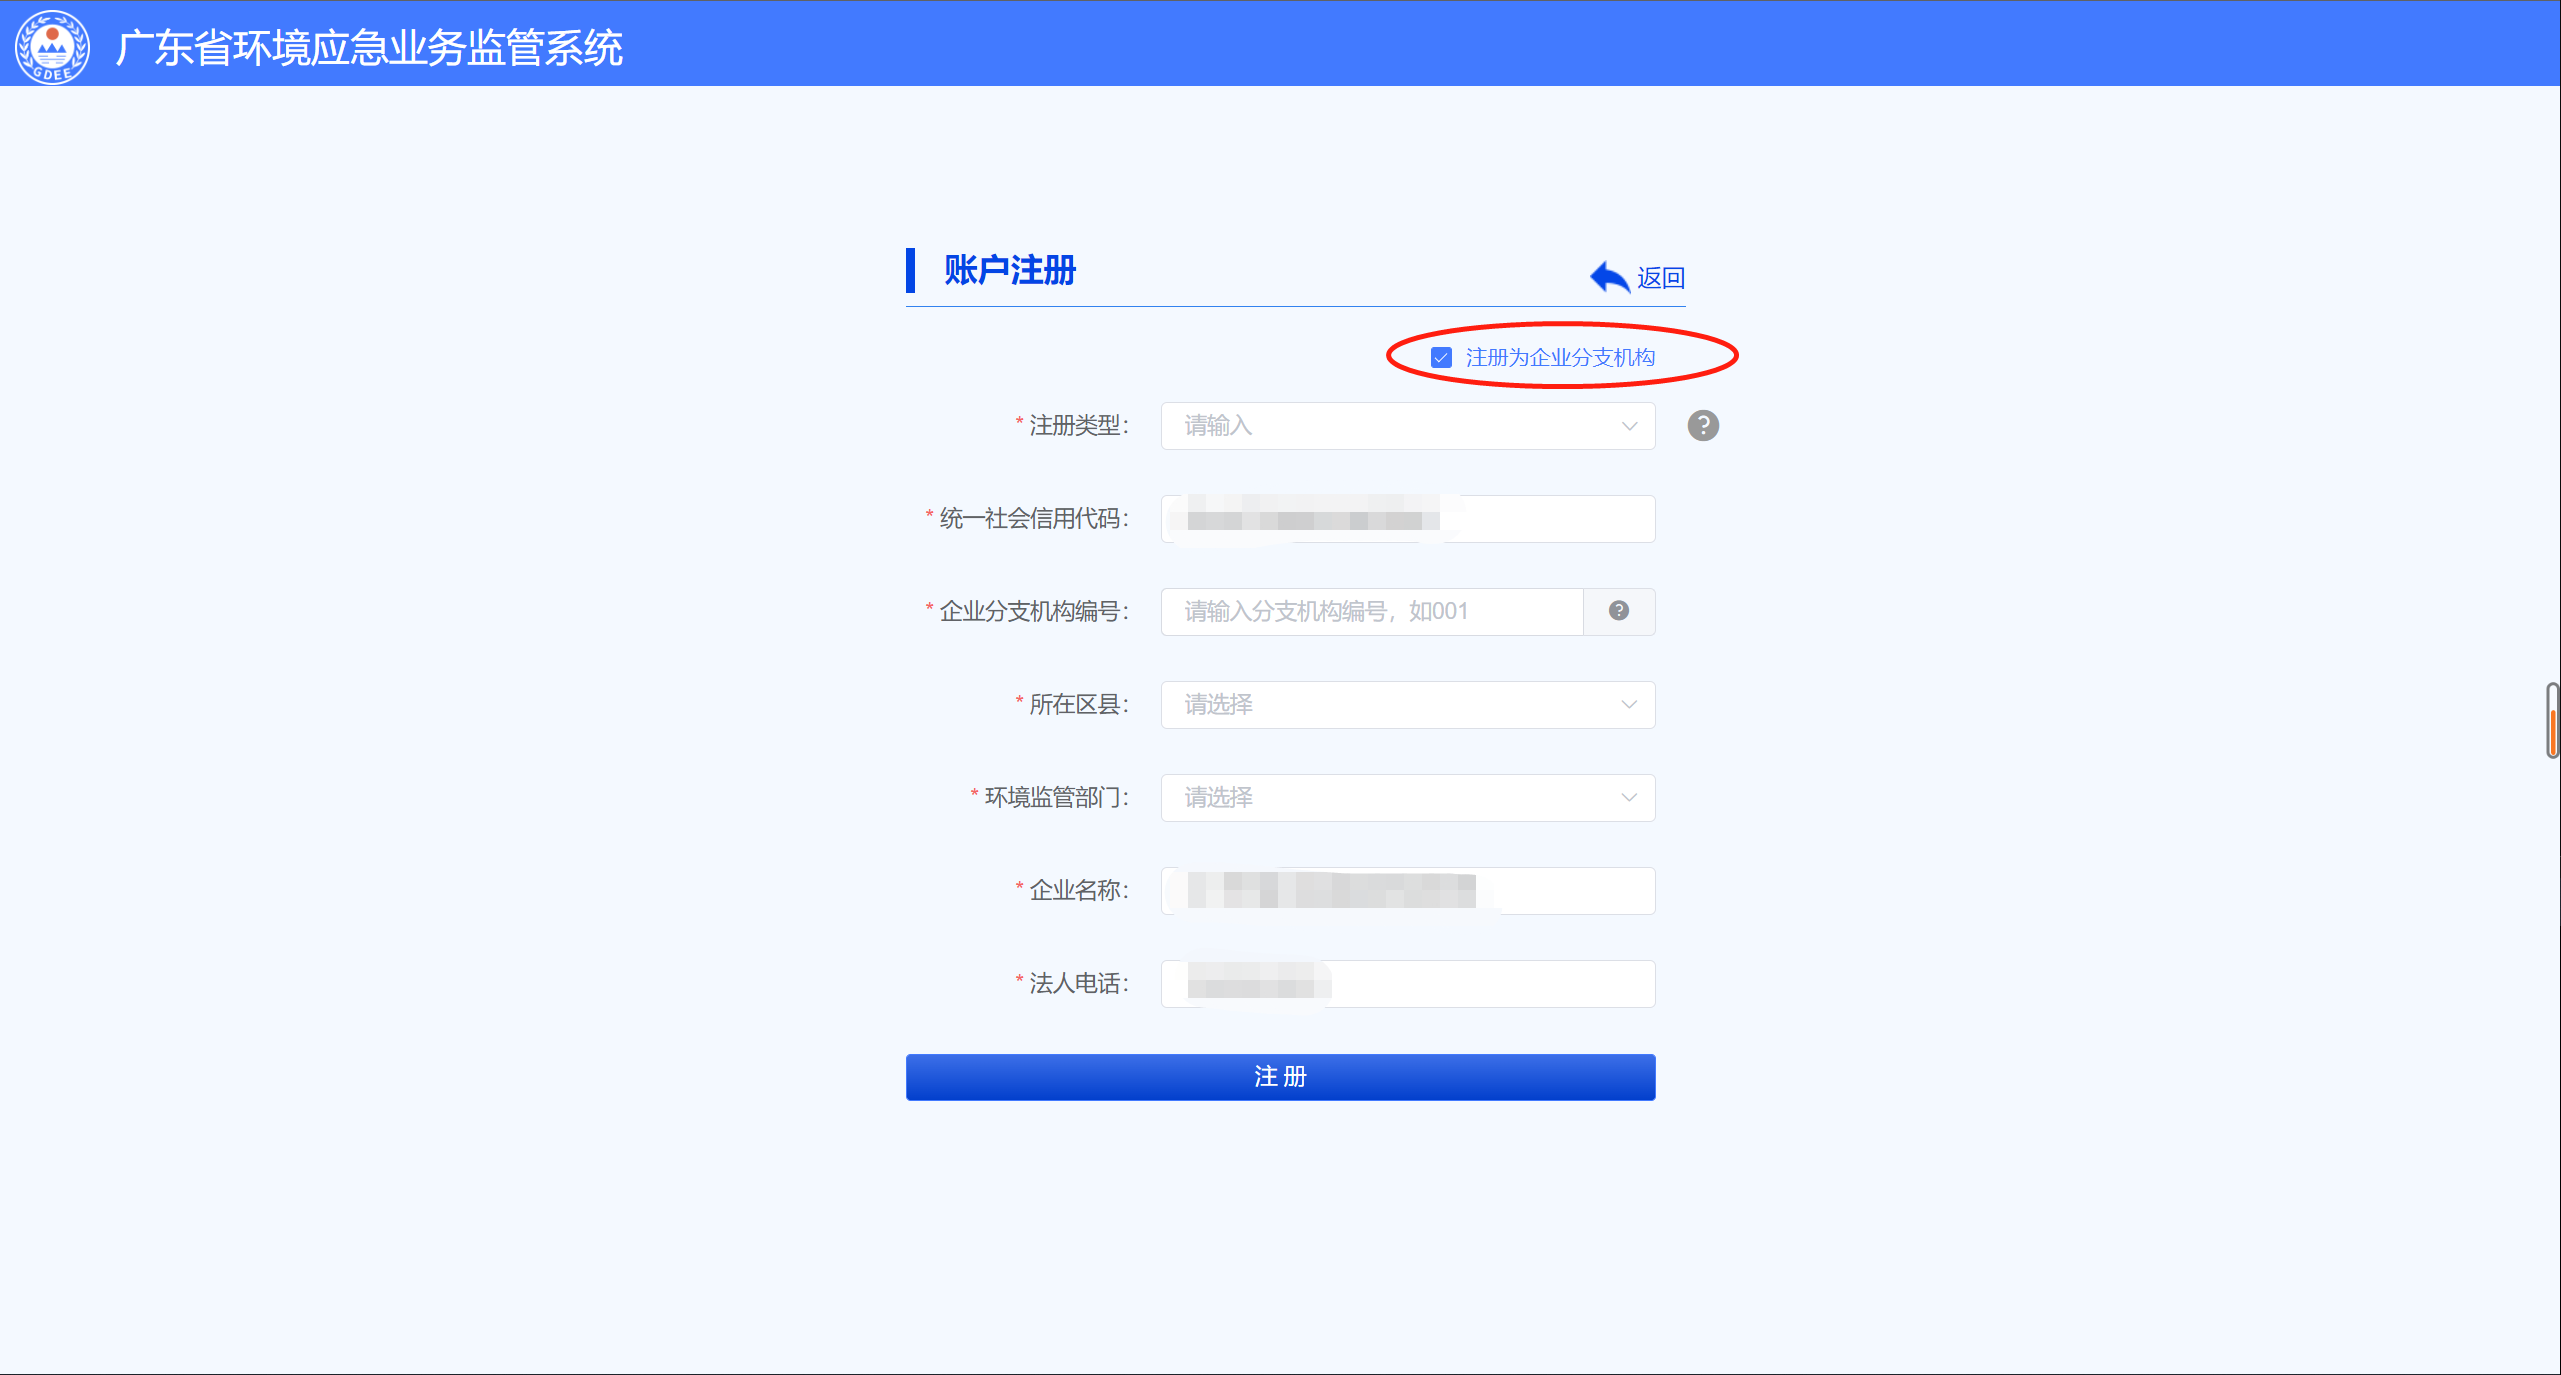 GDEE
广东省环境应急业务监管系统
账户注册
返回
注册为企业分支机构
* 注册类型：
请输入
?
* 统一社会信用代码：
* 企业分支机构编号：
请输入分支机构编号，如001
?
* 所在区县：
请选择
* 环境监管部门：
请选择
* 企业名称：
* 法人电话：
注 册